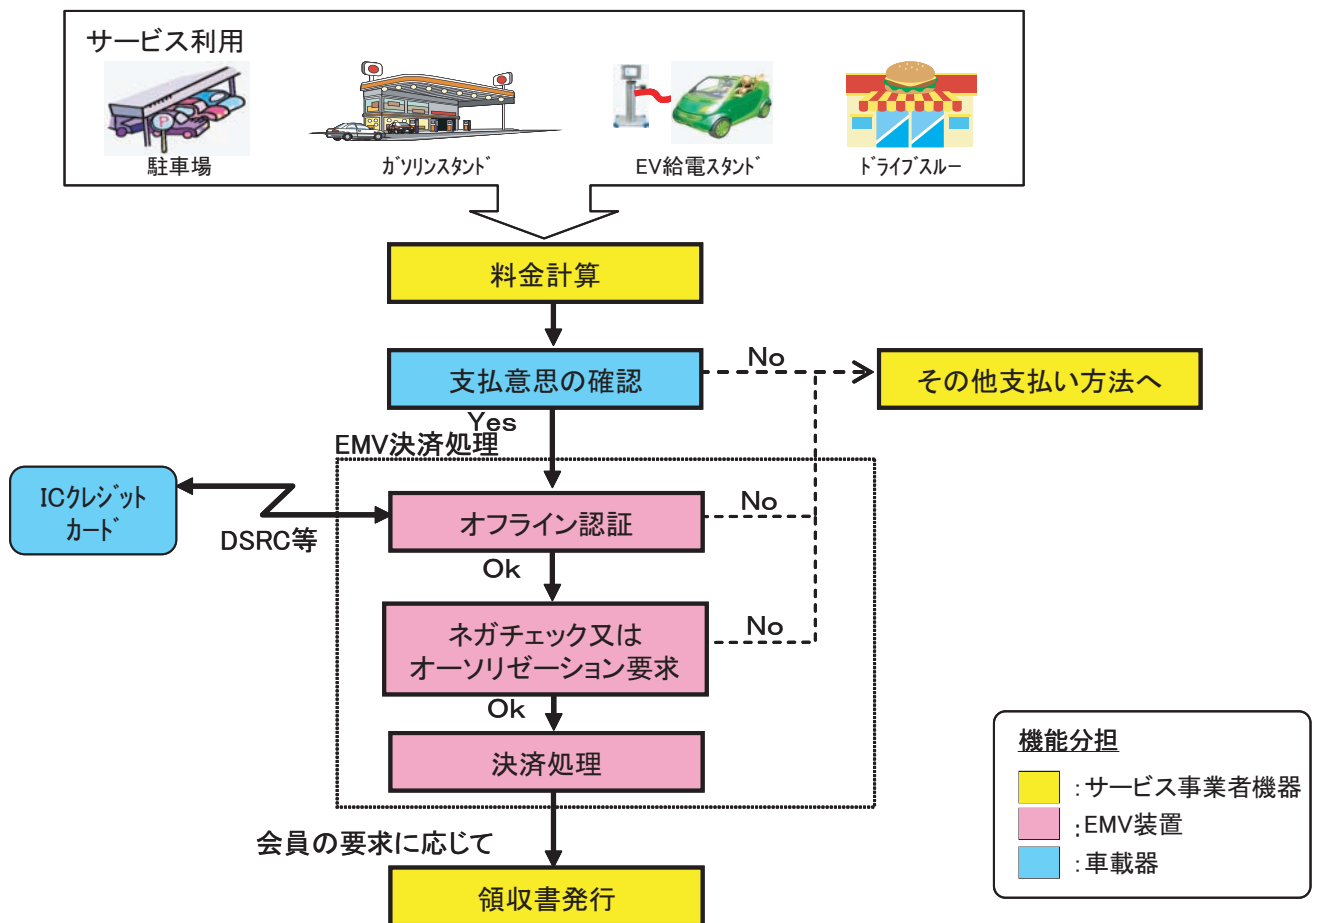 サービス利用
P
駐車場
ガソリンスタンド
EV給電スタンド
ドライブスルー
料金計算
支払意思の確認
No
その他支払い方法へ
Yes
EMV決済処理
ICクレジット
カード
DSRC等
オフライン認証
No
Ok
ネガチェック又は
オーソリゼーション要求
No
Ok
決済処理
会員の要求に応じて
領収書発行
機能分担
:サービス事業者機器
:EMV装置
:車載器